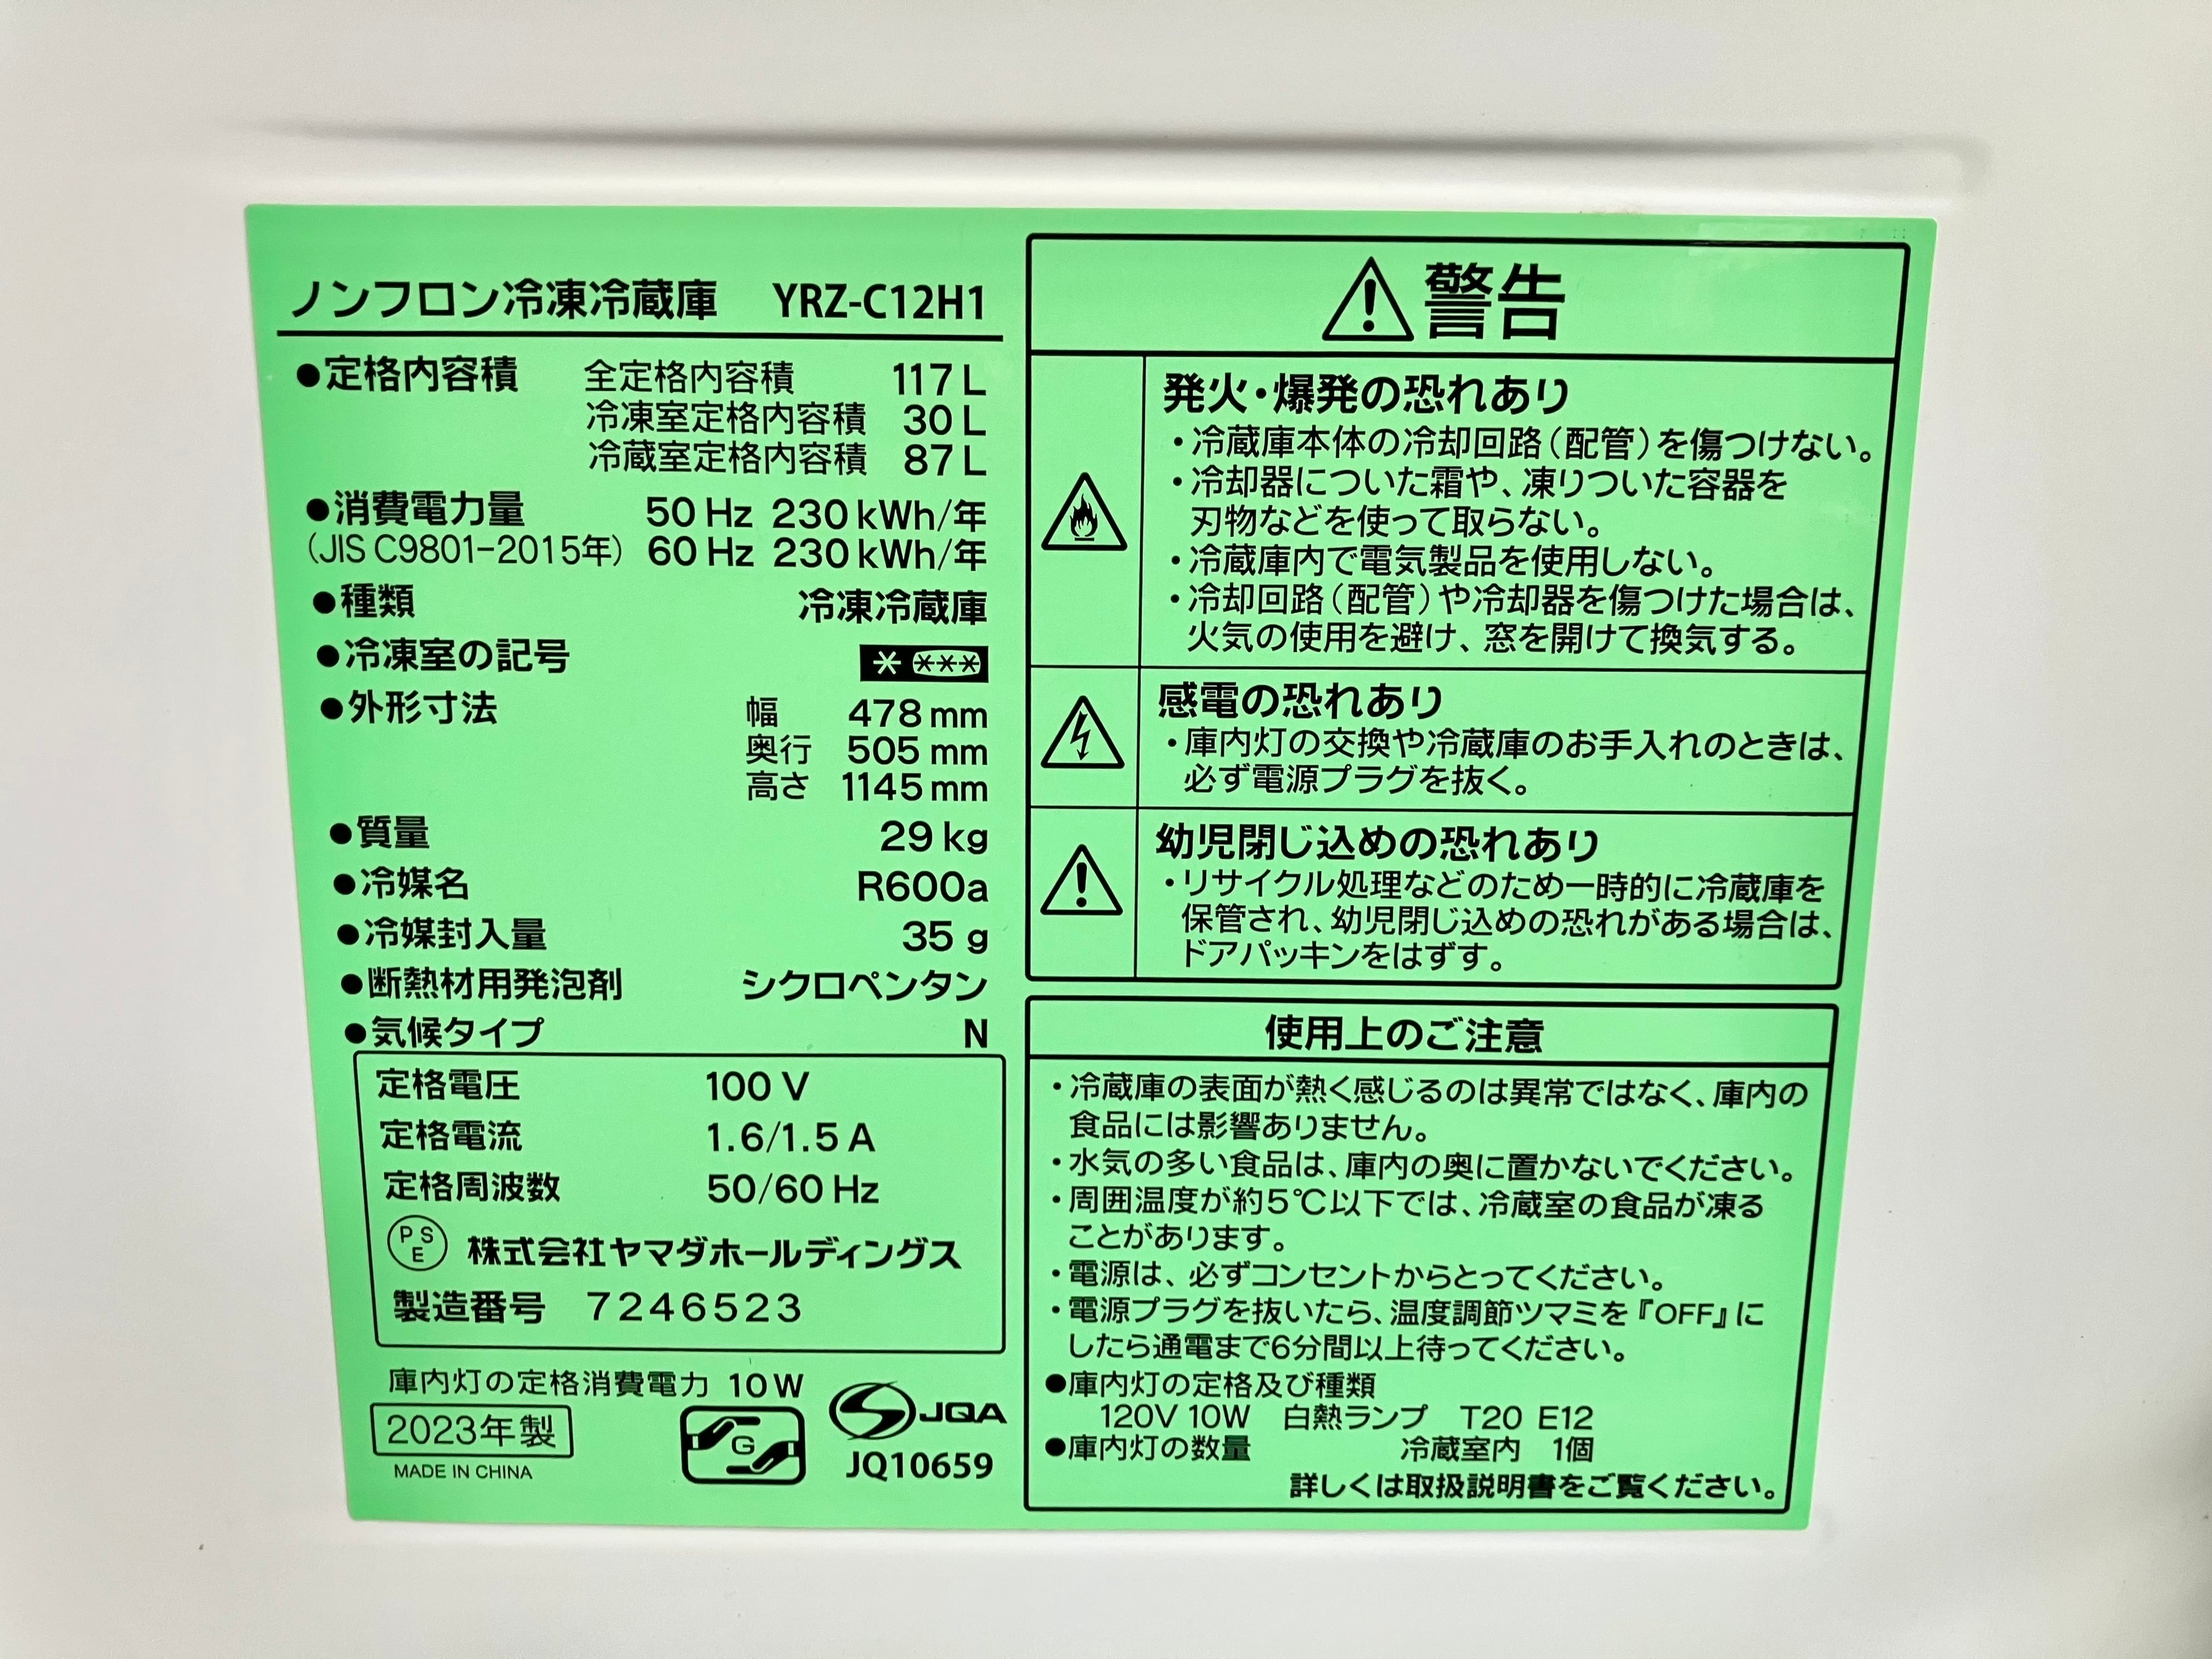 ノンフロン冷凍冷蔵庫 YRZ-C12H1
●定格内容積 全定格内容積 117 L
冷凍室定格内容積 30 L
冷蔵室定格内容積 87 L
●消費電力量 50 Hz 230 kWh/年
(JIS C9801-2015年) 60 Hz 230 kWh/年
●種類 冷凍冷蔵庫
●冷凍室の記号 * ***
●外形寸法 幅 478 mm
奥行 505 mm
高さ 1145 mm
●質量 29 kg
●冷媒名 R600a
●冷媒封入量 35 g
●断熱材用発泡剤 シクロペンタン
●気候タイプ N
定格電圧 100 V
定格電流 1.6/1.5 A
定格周波数 50/60 Hz
PSE 株式会社ヤマダホールディングス
製造番号 7246523
庫内灯の定格消費電力 10W
2023年製
MADE IN CHINA
G
JQA
JQ10659
警告
発火・爆発の恐れあり
・冷蔵庫本体の冷却回路(配管)を傷つけない。
・冷却器についた霜や、凍りついた容器を
刃物などを使って取らない。
・冷蔵庫内で電気製品を使用しない。
・冷却回路(配管)や冷却器を傷つけた場合は、
火気の使用を避け、窓を開けて換気する。
感電の恐れあり
・庫内灯の交換や冷蔵庫のお手入れのときは、
必ず電源プラグを抜く。
幼児閉じ込めの恐れあり
・リサイクル処理などのため一時的に冷蔵庫を
保管され、幼児閉じ込めの恐れがある場合は、
ドアパッキンをはずす。
使用上のご注意
・冷蔵庫の表面が熱く感じるのは異常ではなく、庫内の
食品には影響ありません。
・水気の多い食品は、庫内の奥に置かないでください。
・周囲温度が約5℃以下では、冷蔵室の食品が凍る
ことがあります。
・電源は、必ずコンセントからとってください。
・電源プラグを抜いたら、温度調節ツマミを『OFF』に
したら通電まで6分間以上待ってください。
●庫内灯の定格及び種類
120V 10W 白熱ランプ T20 E12
●庫内灯の数量 冷蔵室内 1個
詳しくは取扱説明書をご覧ください。